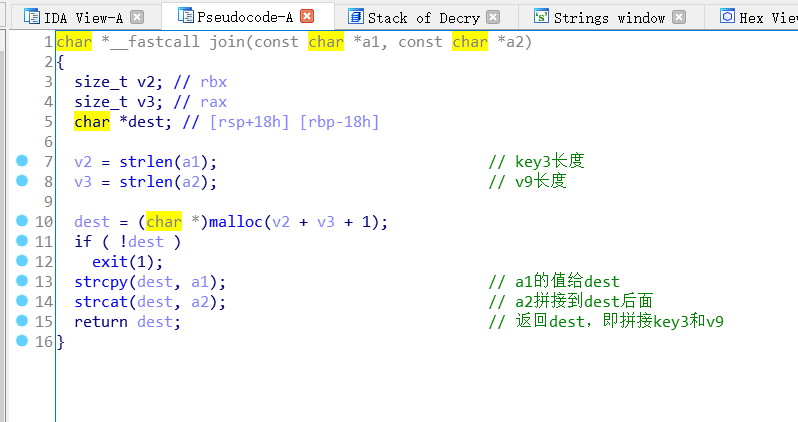 IDA View-A Pseudocode-A Stack of Decry Strings window Hex View
1 char *__fastcall join(const char *a1, const char *a2)
2 {
3 size_t v2; // rbx
4 size_t v3; // rax
5 char *dest; // [rsp+18h] [rbp-18h]
6
7 v2 = strlen(a1); // key3长度
8 v3 = strlen(a2); // v9长度
9
10 dest = (char *)malloc(v2 + v3 + 1);
11 if ( !dest )
12 exit(1);
13 strcpy(dest, a1); // a1的值给dest
14 strcat(dest, a2); // a2拼接到dest后面
15 return dest; // 返回dest，即拼接key3和v9
16 }